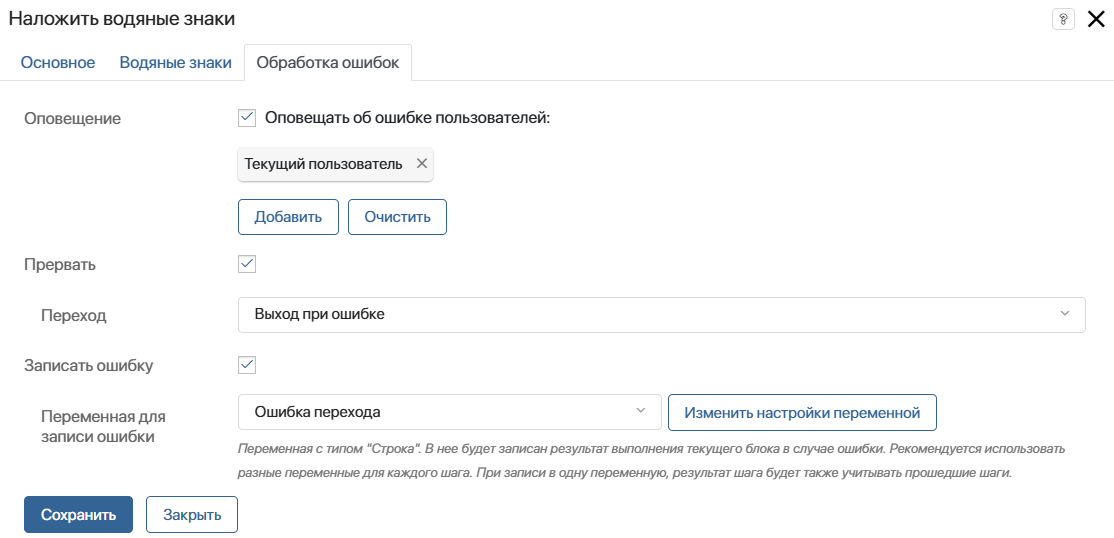 Наложить водяные знаки
?
Основное Водяные знаки Обработка ошибок
Оповещение Оповещать об ошибке пользователей:
Текущий пользователь
Добавить Очистить
Прервать
Переход Выход при ошибке
Записать ошибку
Переменная для записи ошибки Ошибка перехода Изменить настройки переменной
Переменная с типом "Строка". В нее будет записан результат выполнения текущего блока в случае ошибки. Рекомендуется использовать
разные переменные для каждого шага. При записи в одну переменную, результат шага будет также учитывать прошедшие шаги.
Сохранить Закрыть